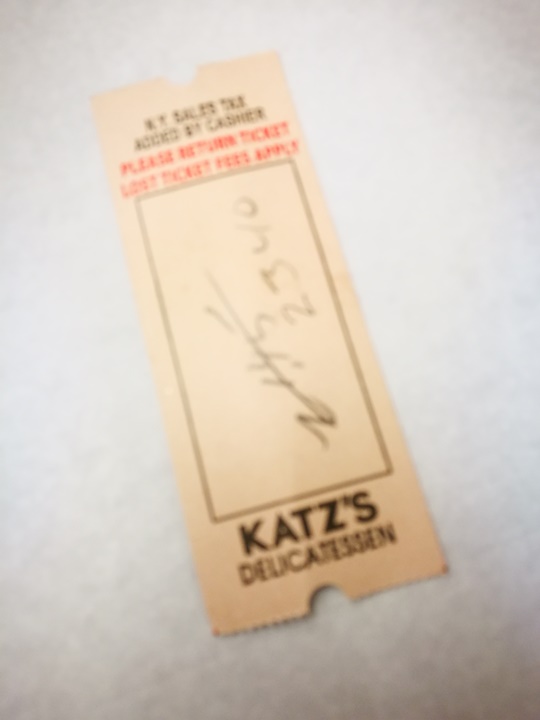 N.Y. SALES TAX
ADDED BY CASHIER
PLEASE RETURN TICKET
LOST TICKET FEES APPLY
KATZ'S
DELICATESSEN